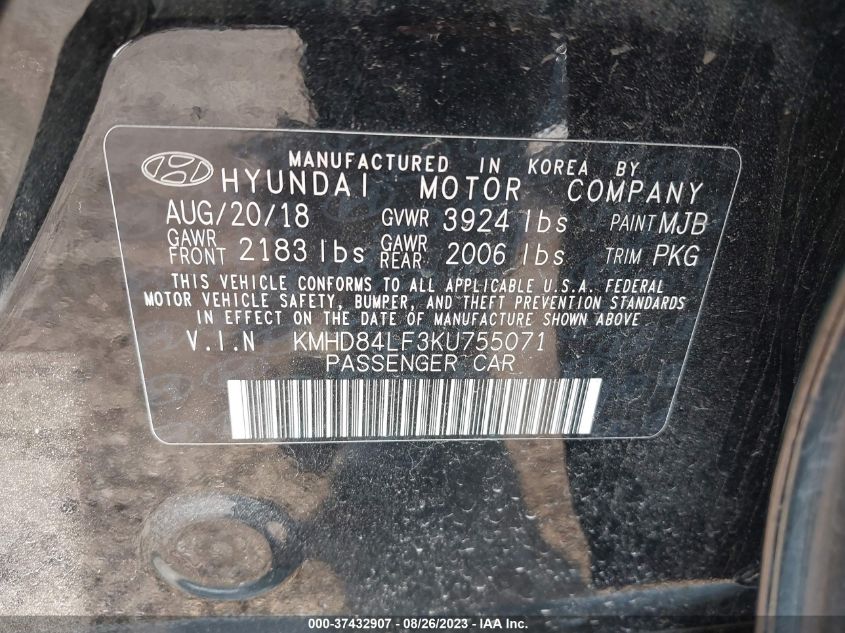 MANUFACTURED IN KOREA BY
HYUNDAI MOTOR COMPANY
AUG/20/18 GVWR 3924 lbs PAINT MJB
GAWR FRONT 2183 lbs GAWR REAR 2006 lbs TRIM PKG
THIS VEHICLE CONFORMS TO ALL APPLICABLE U.S.A. FEDERAL
MOTOR VEHICLE SAFETY, BUMPER, AND THEFT PREVENTION STANDARDS
IN EFFECT ON THE DATE OF MANUFACTURE SHOWN ABOVE
V.I.N KMHD84LF3KU755071
PASSENGER CAR
000-37432907 - 08/26/2023 - IAA Inc.